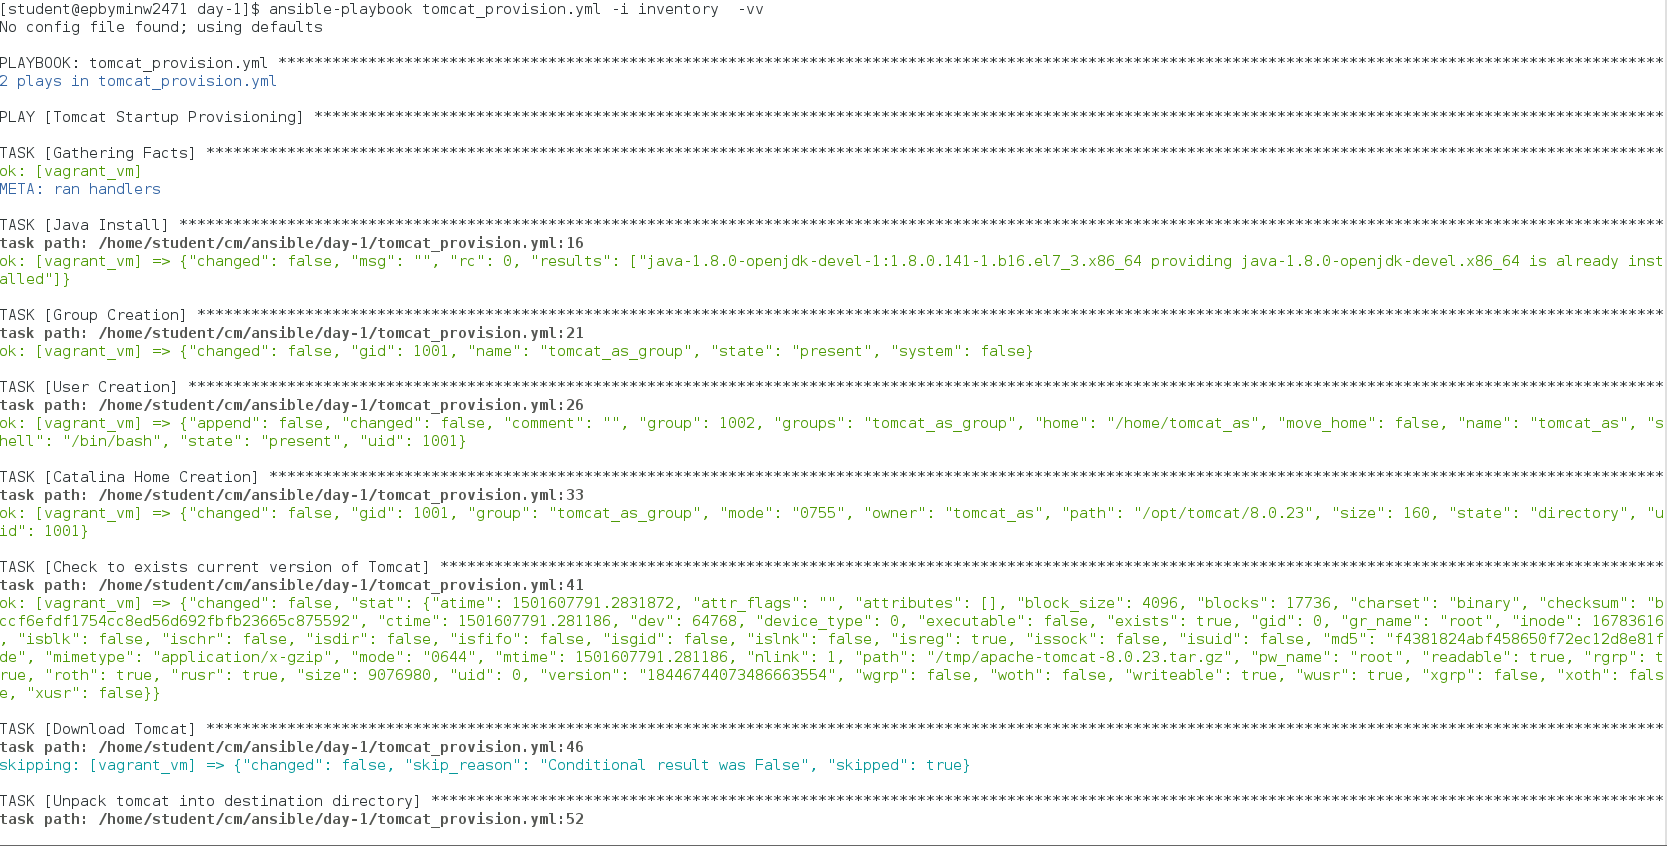 [student@epbyminw2471 day-1]$ ansible-playbook tomcat_provision.yml -i inventory  -vv
No config file found; using defaults
PLAYBOOK: tomcat_provision.yml **********************************************************************************************************************************************************
2 plays in tomcat_provision.yml
PLAY [Tomcat Startup Provisioning] ******************************************************************************************************************************************************
TASK [Gathering Facts] ******************************************************************************************************************************************************************
ok: [vagrant_vm]
META: ran handlers
TASK [Java Install] *********************************************************************************************************************************************************************
task path: /home/student/cm/ansible/day-1/tomcat_provision.yml:16
ok: [vagrant_vm] => {"changed": false, "msg": "", "rc": 0, "results": ["java-1.8.0-openjdk-devel-1:1.8.0.141-1.b16.el7_3.x86_64 providing java-1.8.0-openjdk-devel.x86_64 is already inst
alled"]}
TASK [Group Creation] *******************************************************************************************************************************************************************
task path: /home/student/cm/ansible/day-1/tomcat_provision.yml:21
ok: [vagrant_vm] => {"changed": false, "gid": 1001, "name": "tomcat_as_group", "state": "present", "system": false}
TASK [User Creation] ********************************************************************************************************************************************************************
task path: /home/student/cm/ansible/day-1/tomcat_provision.yml:26
ok: [vagrant_vm] => {"append": false, "changed": false, "comment": "", "group": 1002, "groups": "tomcat_as_group", "home": "/home/tomcat_as", "move_home": false, "name": "tomcat_as", "s
hell": "/bin/bash", "state": "present", "uid": 1001}
TASK [Catalina Home Creation] ***********************************************************************************************************************************************************
task path: /home/student/cm/ansible/day-1/tomcat_provision.yml:33
ok: [vagrant_vm] => {"changed": false, "gid": 1001, "group": "tomcat_as_group", "mode": "0755", "owner": "tomcat_as", "path": "/opt/tomcat/8.0.23", "size": 160, "state": "directory", "u
id": 1001}
TASK [Check to exists current version of Tomcat] ****************************************************************************************************************************************
task path: /home/student/cm/ansible/day-1/tomcat_provision.yml:41
ok: [vagrant_vm] => {"changed": false, "stat": {"atime": 1501607791.2831872, "attr_flags": "", "attributes": [], "block_size": 4096, "blocks": 17736, "charset": "binary", "checksum": "b
ccf6efdf1754cc8ed56d692fbfb23665c875592", "ctime": 1501607791.281186, "dev": 64768, "device_type": 0, "executable": false, "exists": true, "gid": 0, "gr_name": "root", "inode": 16783616
, "isblk": false, "ischr": false, "isdir": false, "isfifo": false, "isgid": false, "islnk": false, "isreg": true, "issock": false, "isuid": false, "md5": "f4381824abf458650f72ec12d8e81f
de", "mimetype": "application/x-gzip", "mode": "0644", "mtime": 1501607791.281186, "nlink": 1, "path": "/tmp/apache-tomcat-8.0.23.tar.gz", "pw_name": "root", "readable": true, "rgrp": t
rue, "roth": true, "rusr": true, "size": 9076980, "uid": 0, "version": "18446744073486663554", "wgrp": false, "woth": false, "writeable": true, "wusr": true, "xgrp": false, "xoth": fals
e, "xusr": false}}
TASK [Download Tomcat] ******************************************************************************************************************************************************************
task path: /home/student/cm/ansible/day-1/tomcat_provision.yml:46
skipping: [vagrant_vm] => {"changed": false, "skip_reason": "Conditional result was False", "skipped": true}
TASK [Unpack tomcat into destination directory] *****************************************************************************************************************************************
task path: /home/student/cm/ansible/day-1/tomcat_provision.yml:52